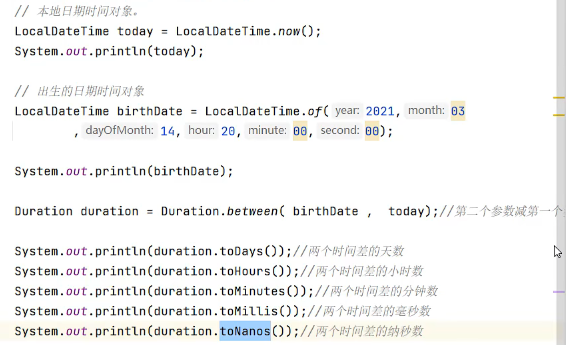 // 本地日期时间对象。
LocalDateTime today = LocalDateTime.now();
System.out.println(today);
// 出生的日期时间对象
LocalDateTime birthDate = LocalDateTime.of( year: 2021, month: 03
, dayOfMonth: 14, hour: 20, minute: 00, second: 00);
System.out.println(birthDate);
Duration duration = Duration.between( birthDate , today);//第二个参数减第一个
System.out.println(duration.toDays());//两个时间差的天数
System.out.println(duration.toHours());//两个时间差的小时数
System.out.println(duration.toMinutes());//两个时间差的分钟数
System.out.println(duration.toMillis());//两个时间差的毫秒数
System.out.println(duration.toNanos());//两个时间差的纳秒数